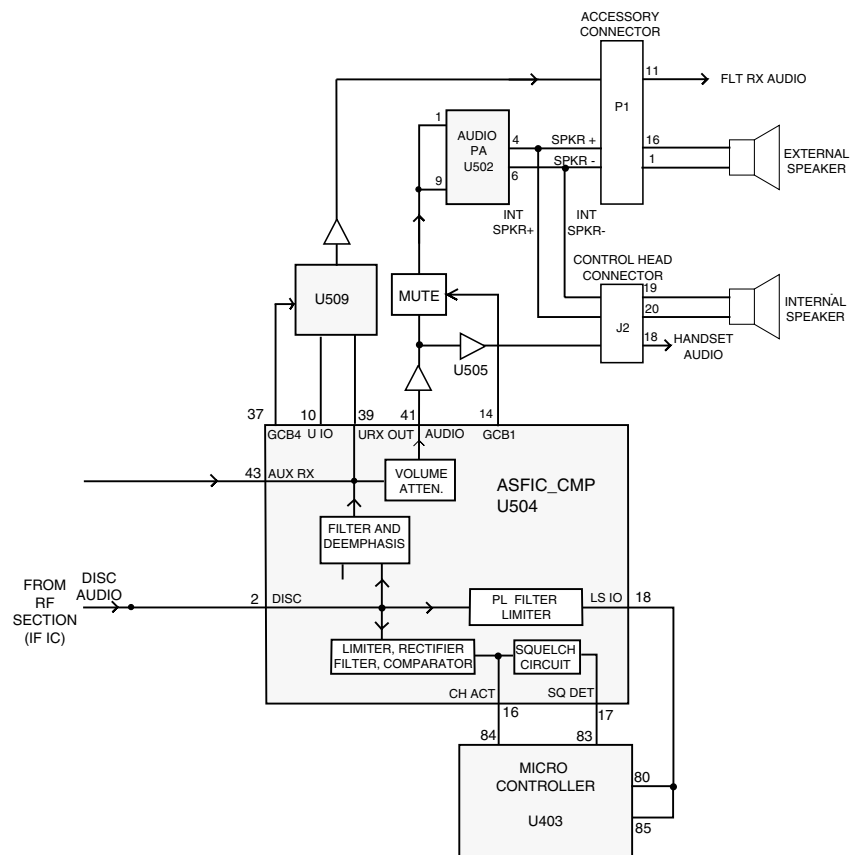 ACCESSORY
CONNECTOR
11
FLT RX AUDIO
P1
1
AUDIO
PA
U502
4
SPKR +
16
EXTERNAL
SPEAKER
9
6
SPKR -
1
INT
SPKR+
INT
SPKR-
CONTROL HEAD
CONNECTOR
U509
MUTE
19
20
INTERNAL
SPEAKER
J2
18
HANDSET
AUDIO
U505
37
10
39
41
14
GCB4
U IO
URX OUT
AUDIO
GCB1
43
AUX RX
VOLUME
ATTEN.
ASFIC_CMP
U504
FILTER AND
DEEMPHASIS
FROM
RF
SECTION
(IF IC)
DISC
AUDIO
2
DISC
PL FILTER
LIMITER
LS IO
18
LIMITER, RECTIFIER
FILTER, COMPARATOR
SQUELCH
CIRCUIT
CH ACT
SQ DET
16
17
84
83
MICRO
CONTROLLER
U403
80
85